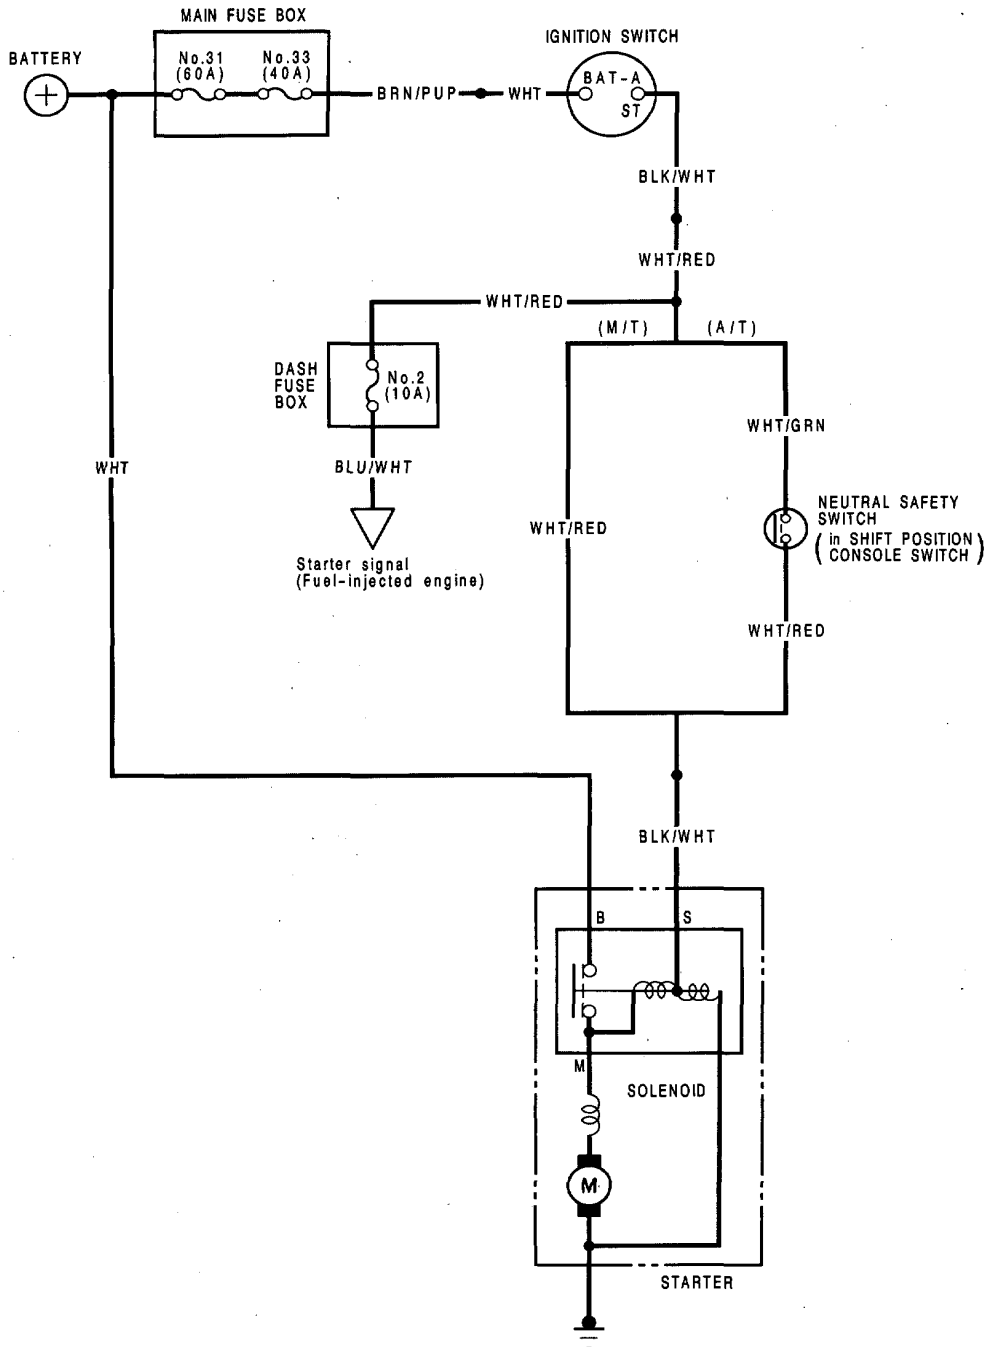 MAIN FUSE BOX
BATTERY
No.31
(60A)
No.33
(40A)
IGNITION SWITCH
BAT-A
ST
BRN/PUP
WHT
BLK/WHT
WHT/RED
WHT/RED
(M/T)
(A/T)
DASH
FUSE
BOX
No.2
(10A)
WHT/GRN
WHT
BLU/WHT
NEUTRAL SAFETY
SWITCH
(in SHIFT POSITION
CONSOLE SWITCH)
WHT/RED
Starter signal
(Fuel-injected engine)
WHT/RED
BLK/WHT
B
S
M
SOLENOID
M
STARTER